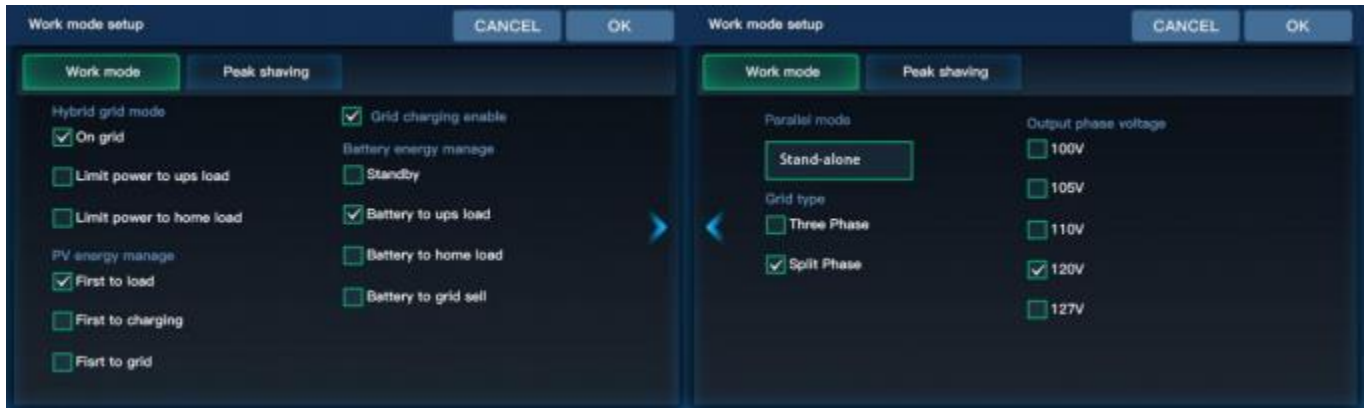 Work mode setup
CANCEL
OK
Work mode
Peak shaving
Hybrid grid mode
On grid
Limit power to ups load
Limit power to home load
PV energy manage
First to load
First to charging
Fisrt to grid
Grid charging enable
Battery energy manage
Standby
Battery to ups load
Battery to home load
Battery to grid sell
Work mode setup
CANCEL
OK
Work mode
Peak shaving
Parallel mode
Stand-alone
Grid type
Three Phase
Split Phase
Output phase voltage
100V
105V
110V
120V
127V